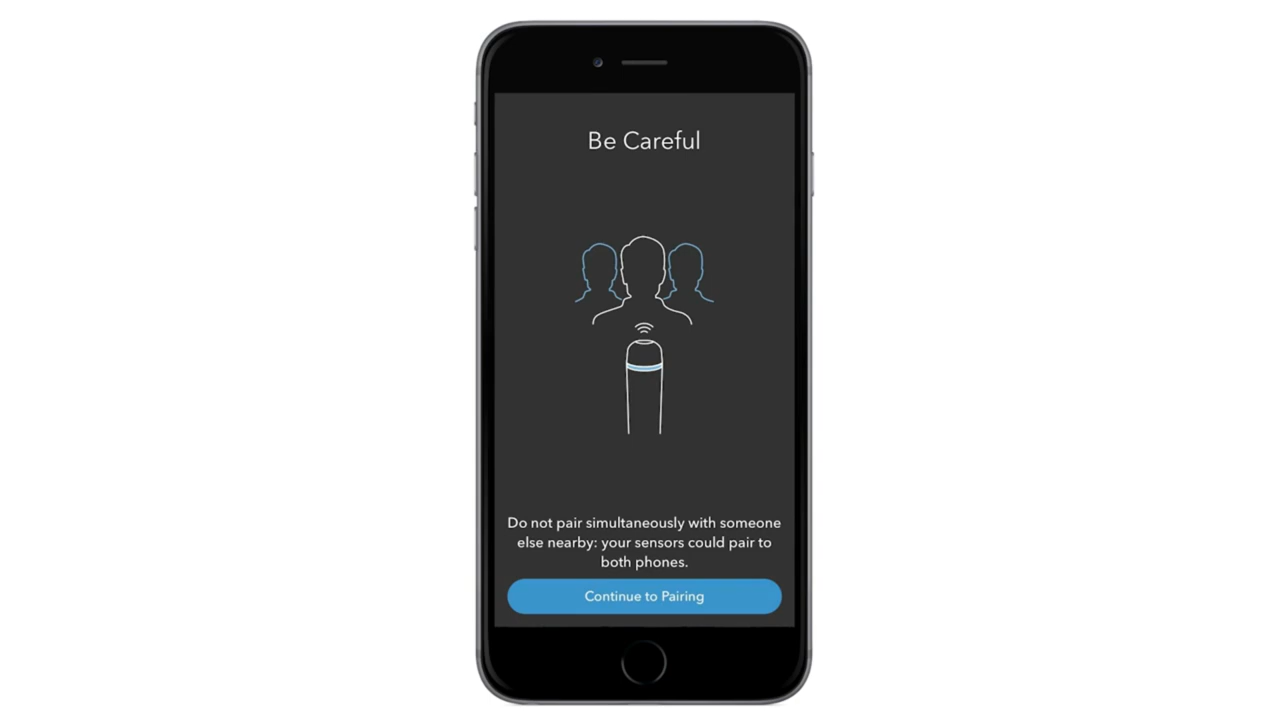 Be Careful
Do not pair simultaneously with someone
else nearby: your sensors could pair to
both phones.
Continue to Pairing